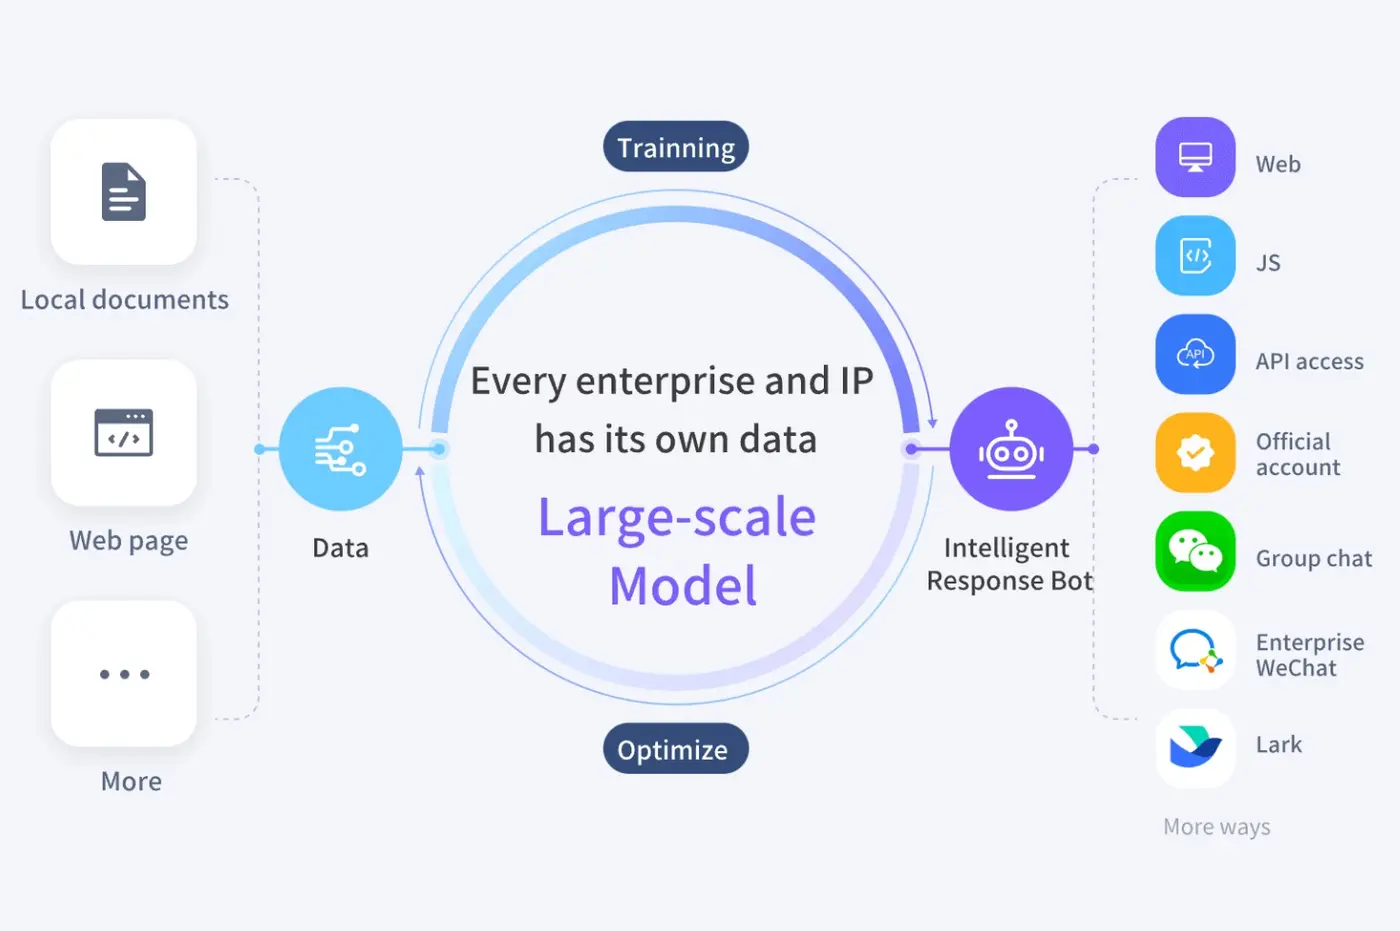 Trainning
Local documents
Web page
More
Data
Every enterprise and IP
has its own data
Large-scale
Model
Optimize
Intelligent
Response Bot
Web
JS
API
API access
Official
account
Group chat
Enterprise
WeChat
Lark
More ways